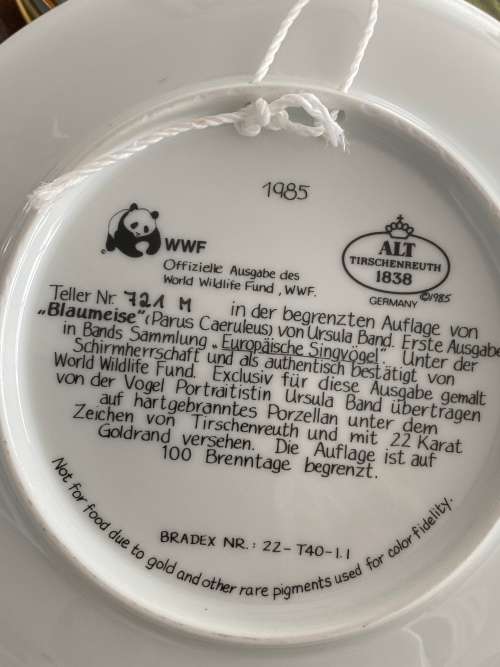 1985
WWF
Offizielle Ausgabe des
World Wildlife Fund, WWF.
ALT
TIRSCHENREUTH
1838
GERMANY ©1985
Teller Nr. 721 M in der begrenzten Auflage von
„Blaumeise" (Parus Caeruleus) von Ursula Band. Erste Ausgabe
in Bands Sammlung „Europäische Singvögel". Unter der
Schirmherrschaft und als authentisch bestätigt von
World Wildlife Fund. Exclusiv für diese Ausgabe gemalt
von der Vogel Portraitistin Ursula Band übertragen
auf hartgebranntes Porzellan unter dem
Zeichen von Tirschenreuth und mit 22 Karat
Goldrand versehen. Die Auflage ist auf
100 Brenntage begrenzt.
BRADEX NR.: 22-T40-1.1
Not for food due to gold and other rare pigments used for color fidelity.